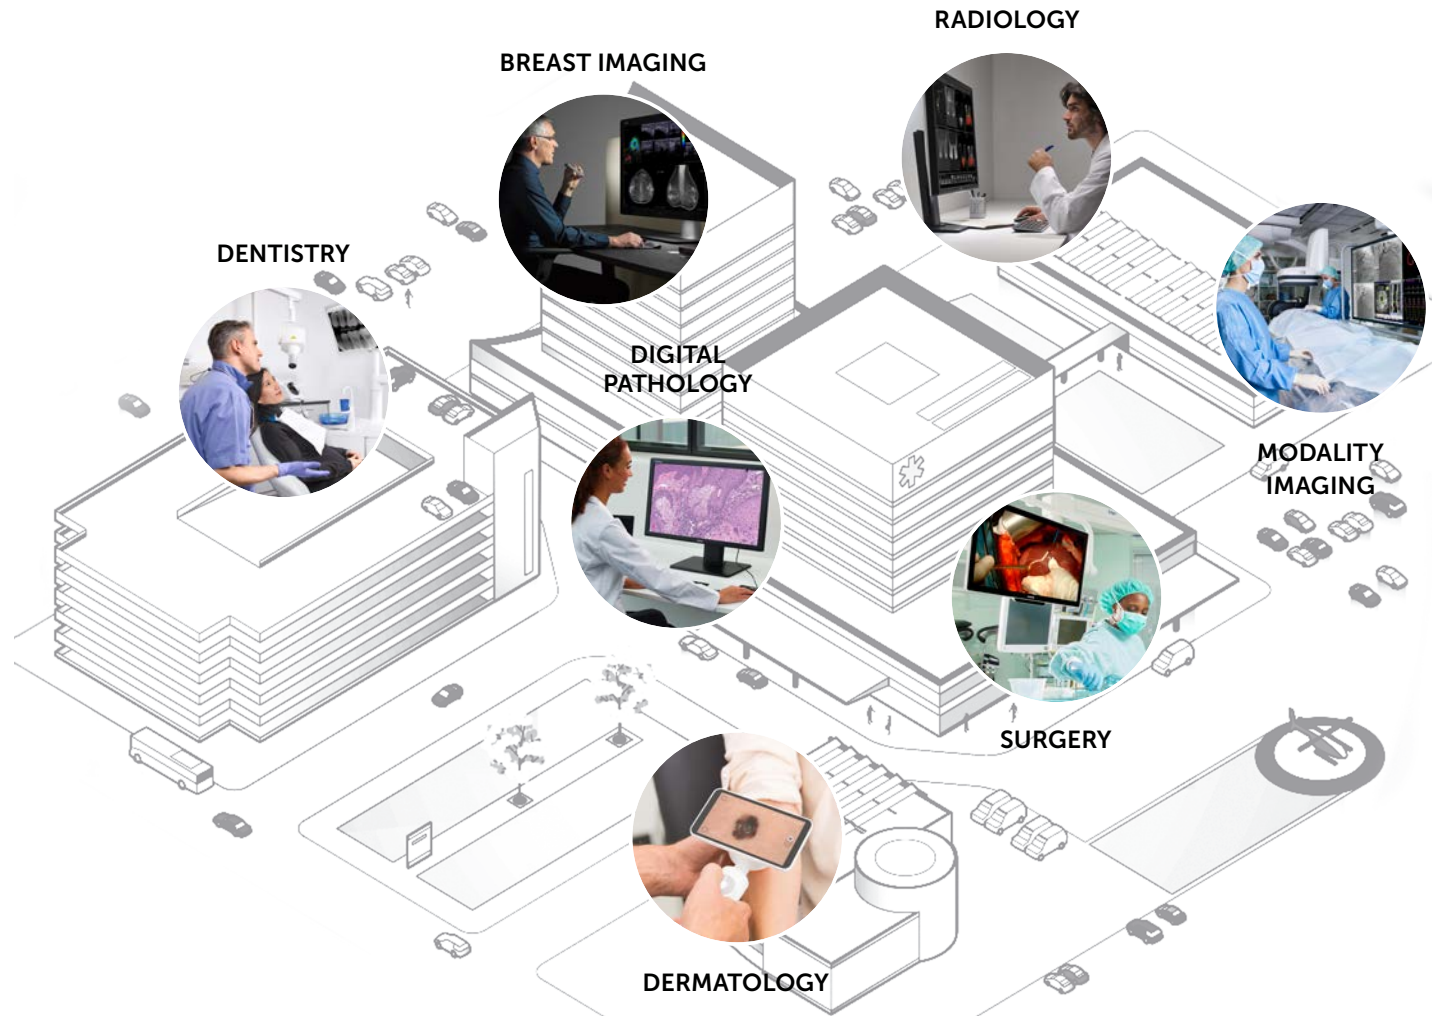 RADIOLOGY
BREAST IMAGING
DENTISTRY
DIGITAL
PATHOLOGY
MODALITY
IMAGING
SURGERY
DERMATOLOGY